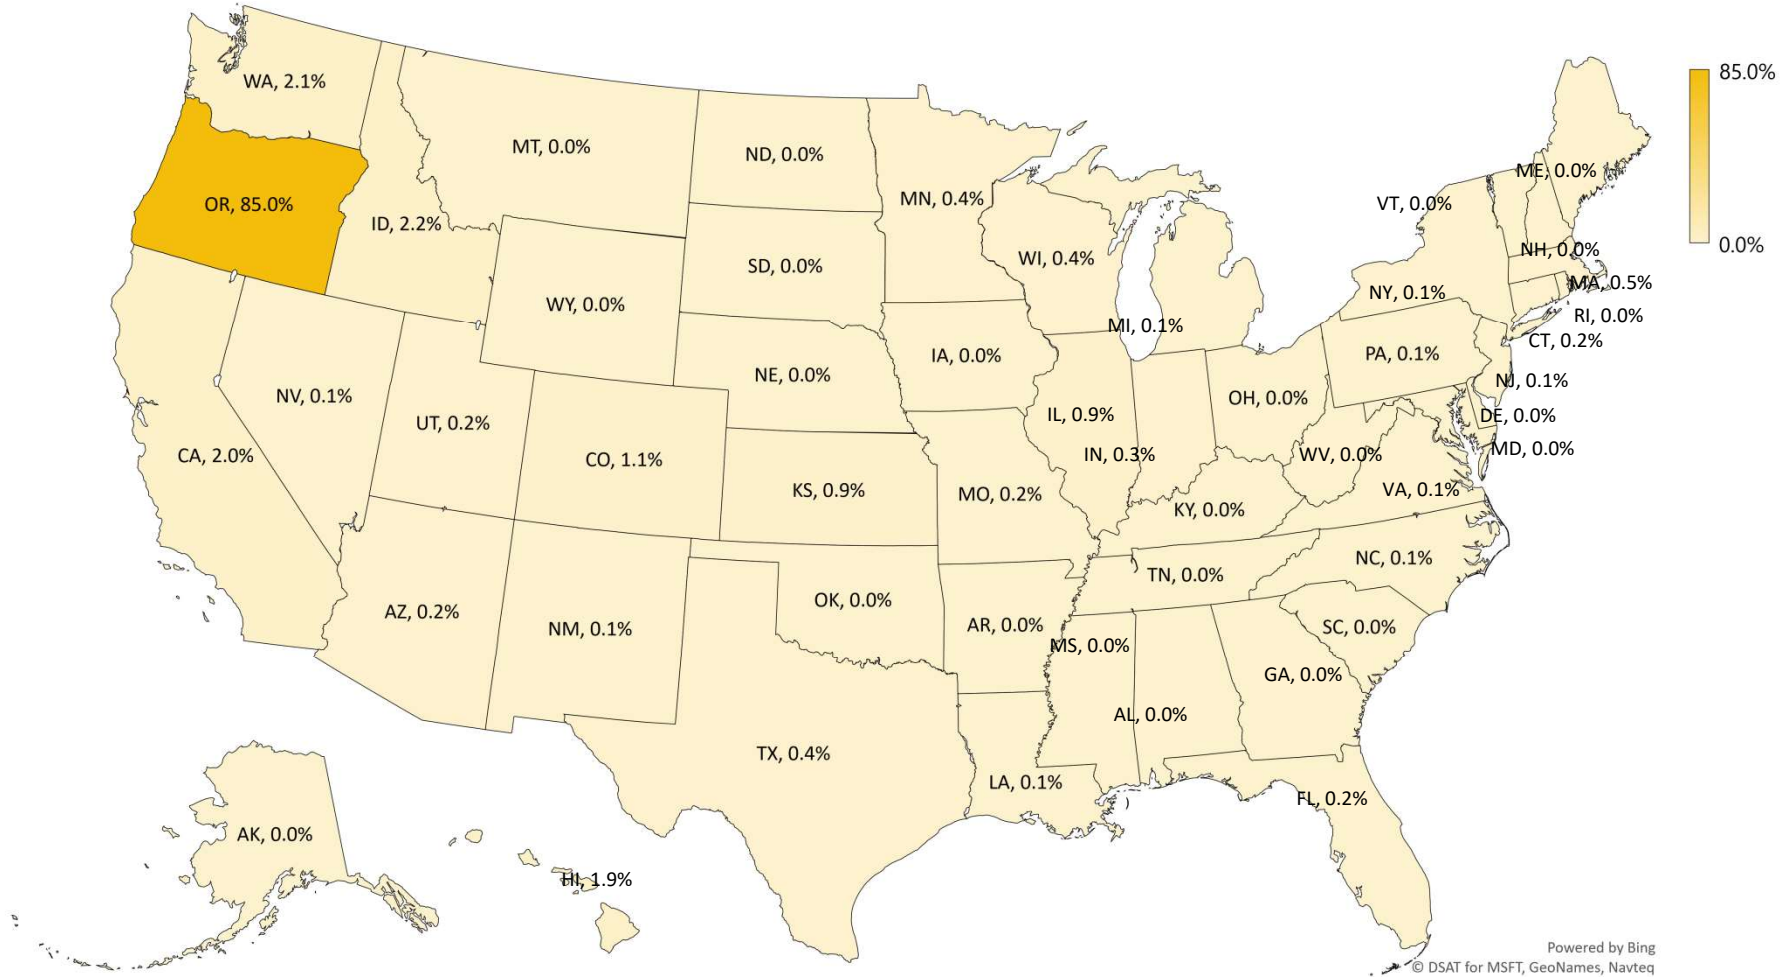 WA, 2.1%
85.0%
MT, 0.0%
ND, 0.0%
ME, 0.0%
OR, 85.0%
ID, 2.2%
MN, 0.4%
VT, 0.0%
0.0%
NH, 0.0%
WI, 0.4%
SD, 0.0%
MA, 0.5%
NY, 0.1%
WY, 0.0%
RI, 0.0%
MI, 0.1%
CT, 0.2%
IA, 0.0%
PA, 0.1%
NE, 0.0%
NJ, 0.1%
NV, 0.1%
OH, 0.0%
UT, 0.2%
IL, 0.9%
DE, 0.0%
CA, 2.0%
CO, 1.1%
IN, 0.3%
WV, 0.0%
MD, 0.0%
KS, 0.9%
MO, 0.2%
VA, 0.1%
KY, 0.0%
NC, 0.1%
TN, 0.0%
OK, 0.0%
AZ, 0.2%
NM, 0.1%
AR, 0.0%
SC, 0.0%
MS, 0.0%
GA, 0.0%
AL, 0.0%
TX, 0.4%
LA, 0.1%
FL, 0.2%
AK, 0.0%
HI, 1.9%
Powered by Bing
© DSAT for MSFT, GeoNames, Navteq